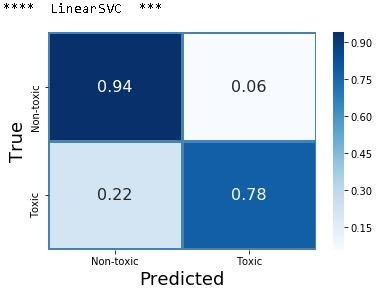 **** LinearSVC ***
True
Non-toxic
0.94 0.06
Toxic
0.22 0.78
Non-toxic Toxic
Predicted
0.90
0.75
0.60
0.45
0.30
0.15